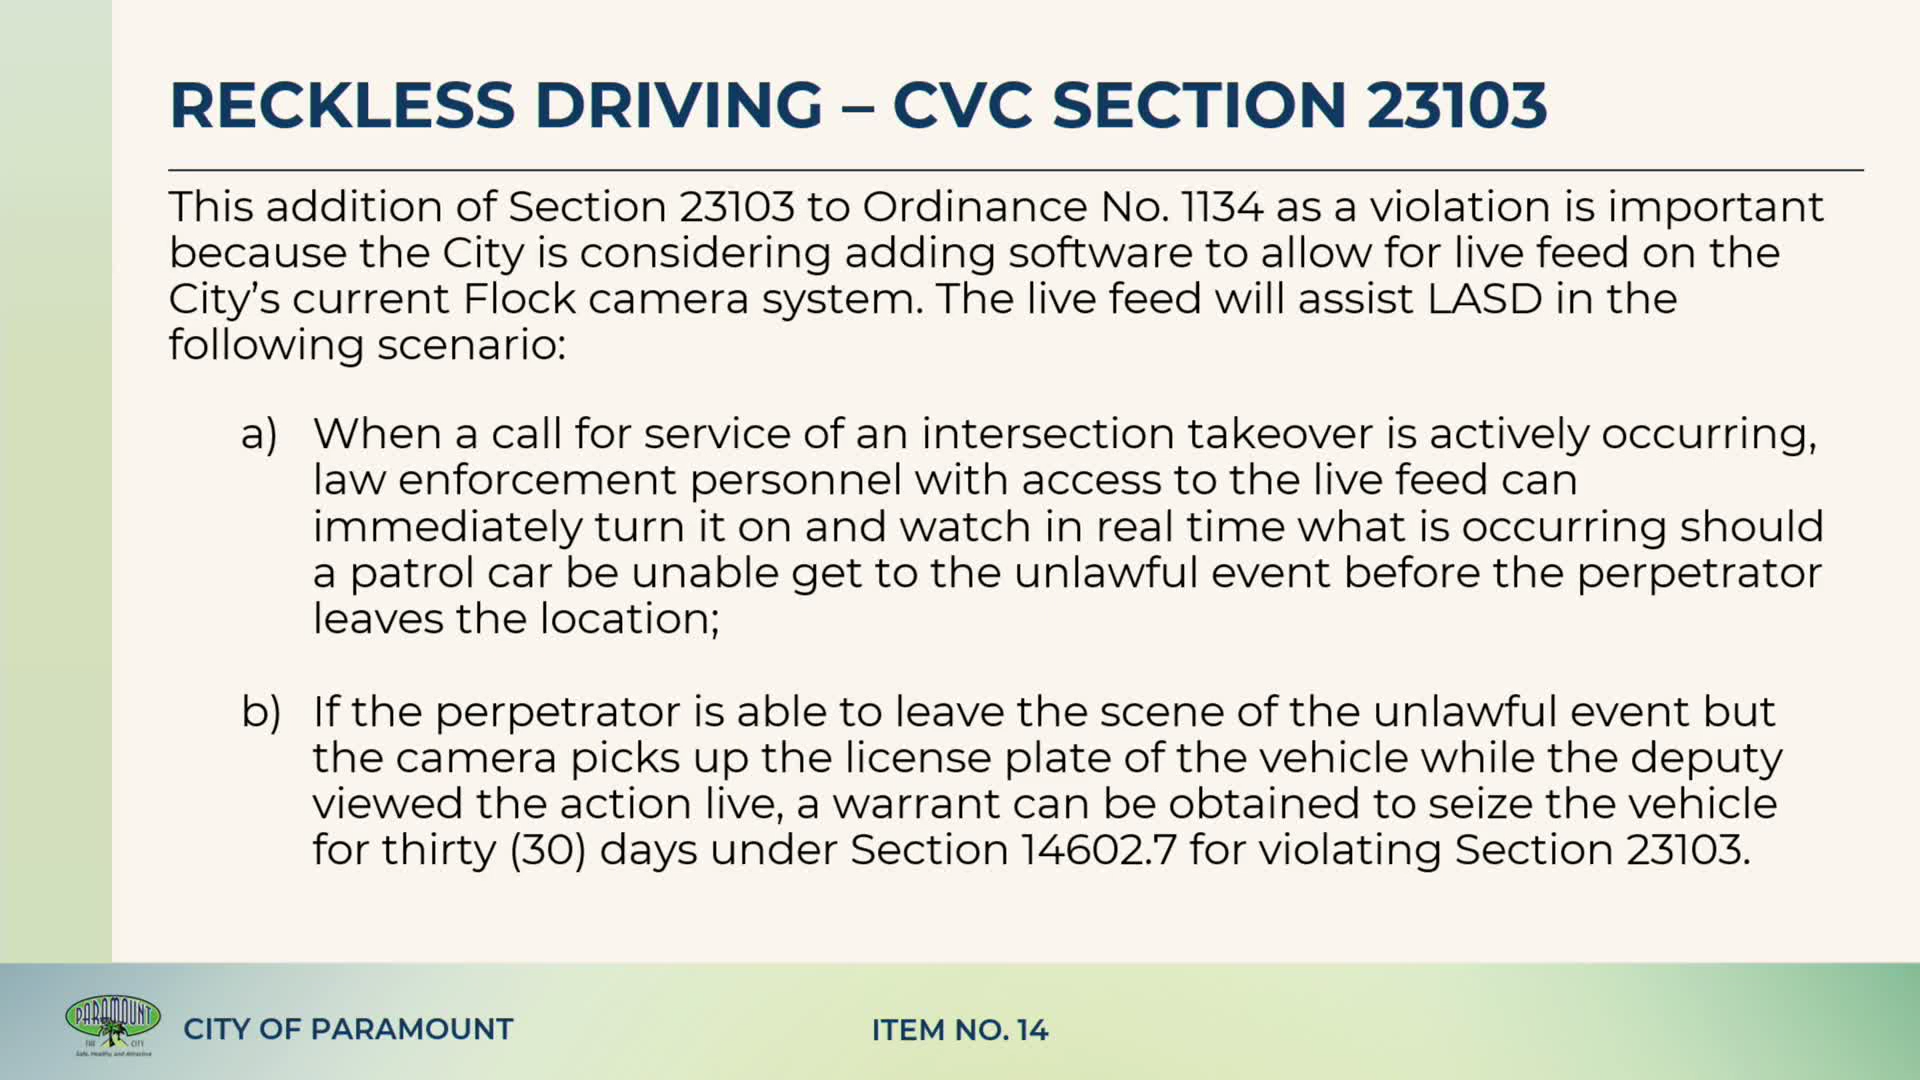 RECKLESS DRIVING – CVC SECTION 23103
This addition of Section 23103 to Ordinance No. 1134 as a violation is important
because the City is considering adding software to allow for live feed on the
City’s current Flock camera system. The live feed will assist LASD in the
following scenario:
a) When a call for service of an intersection takeover is actively occurring,
law enforcement personnel with access to the live feed can
immediately turn it on and watch in real time what is occurring should
a patrol car be unable get to the unlawful event before the perpetrator
leaves the location;
b) If the perpetrator is able to leave the scene of the unlawful event but
the camera picks up the license plate of the vehicle while the deputy
viewed the action live, a warrant can be obtained to seize the vehicle
for thirty (30) days under Section 14602.7 for violating Section 23103.
PARAMOUNT
THE CITY
Safe, Healthy, and Attractive
CITY OF PARAMOUNT
ITEM NO. 14